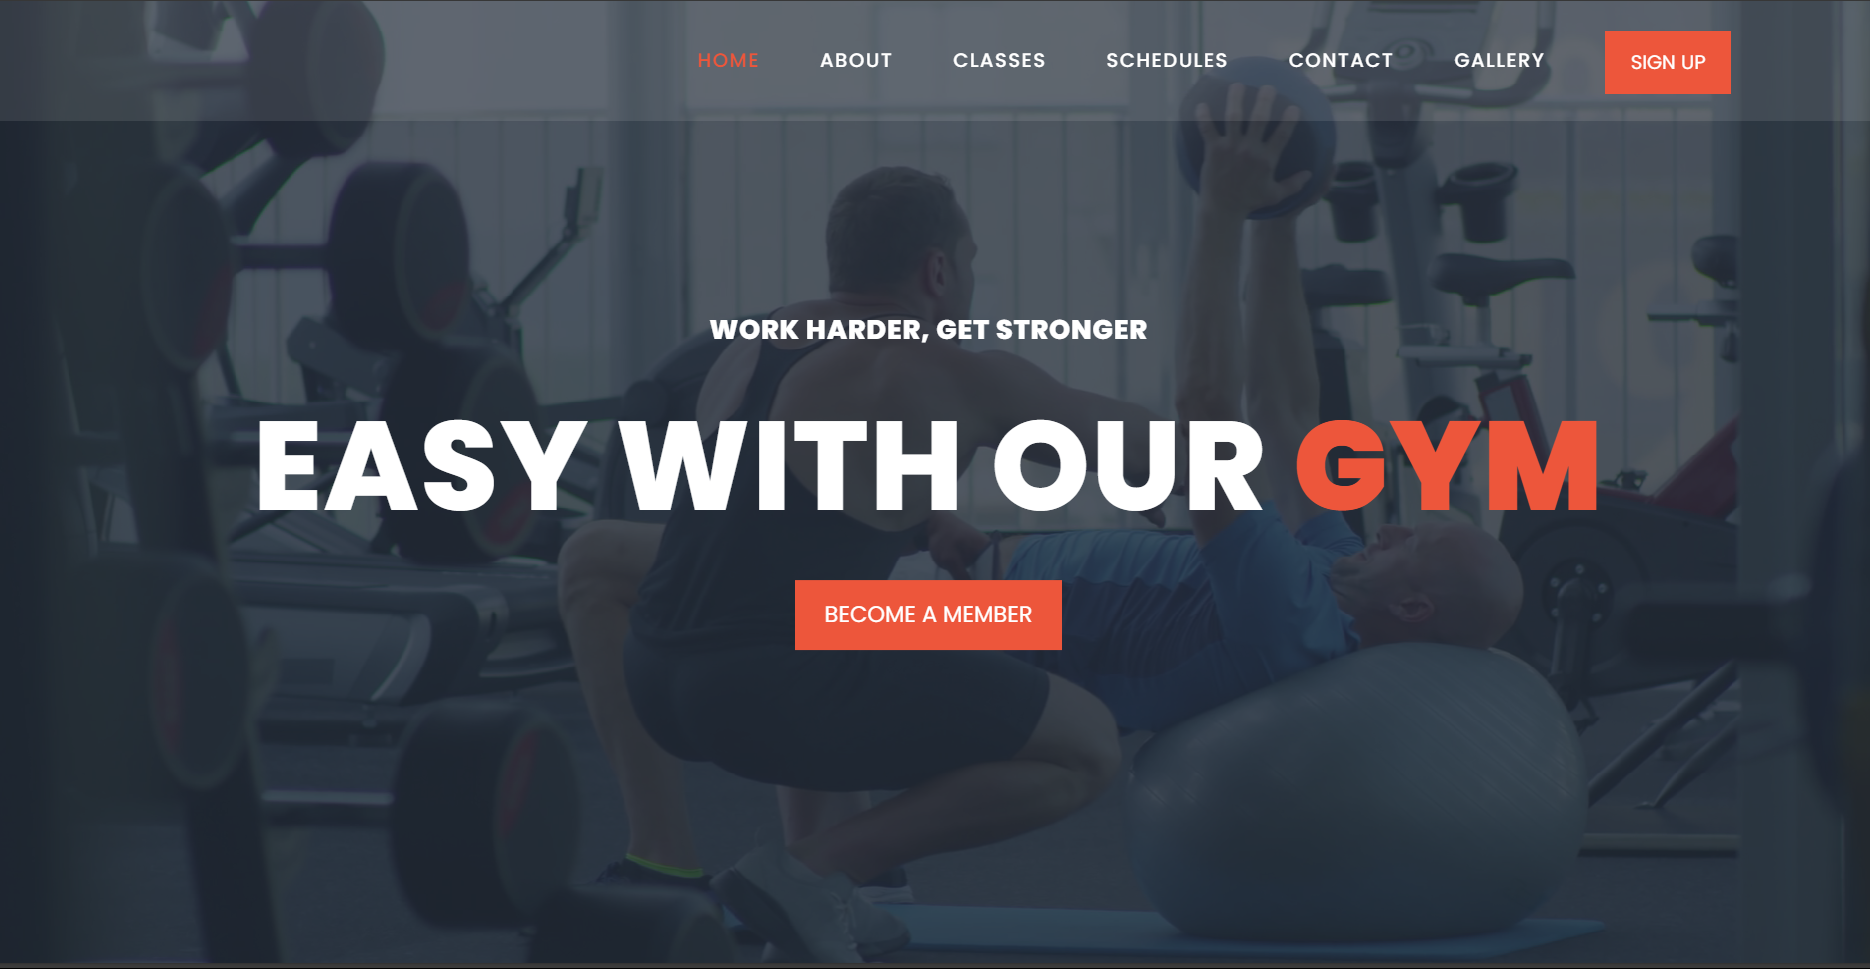 HOME ABOUT CLASSES SCHEDULES CONTACT GALLERY SIGN UP
WORK HARDER, GET STRONGER
EASY WITH OUR GYM
BECOME A MEMBER